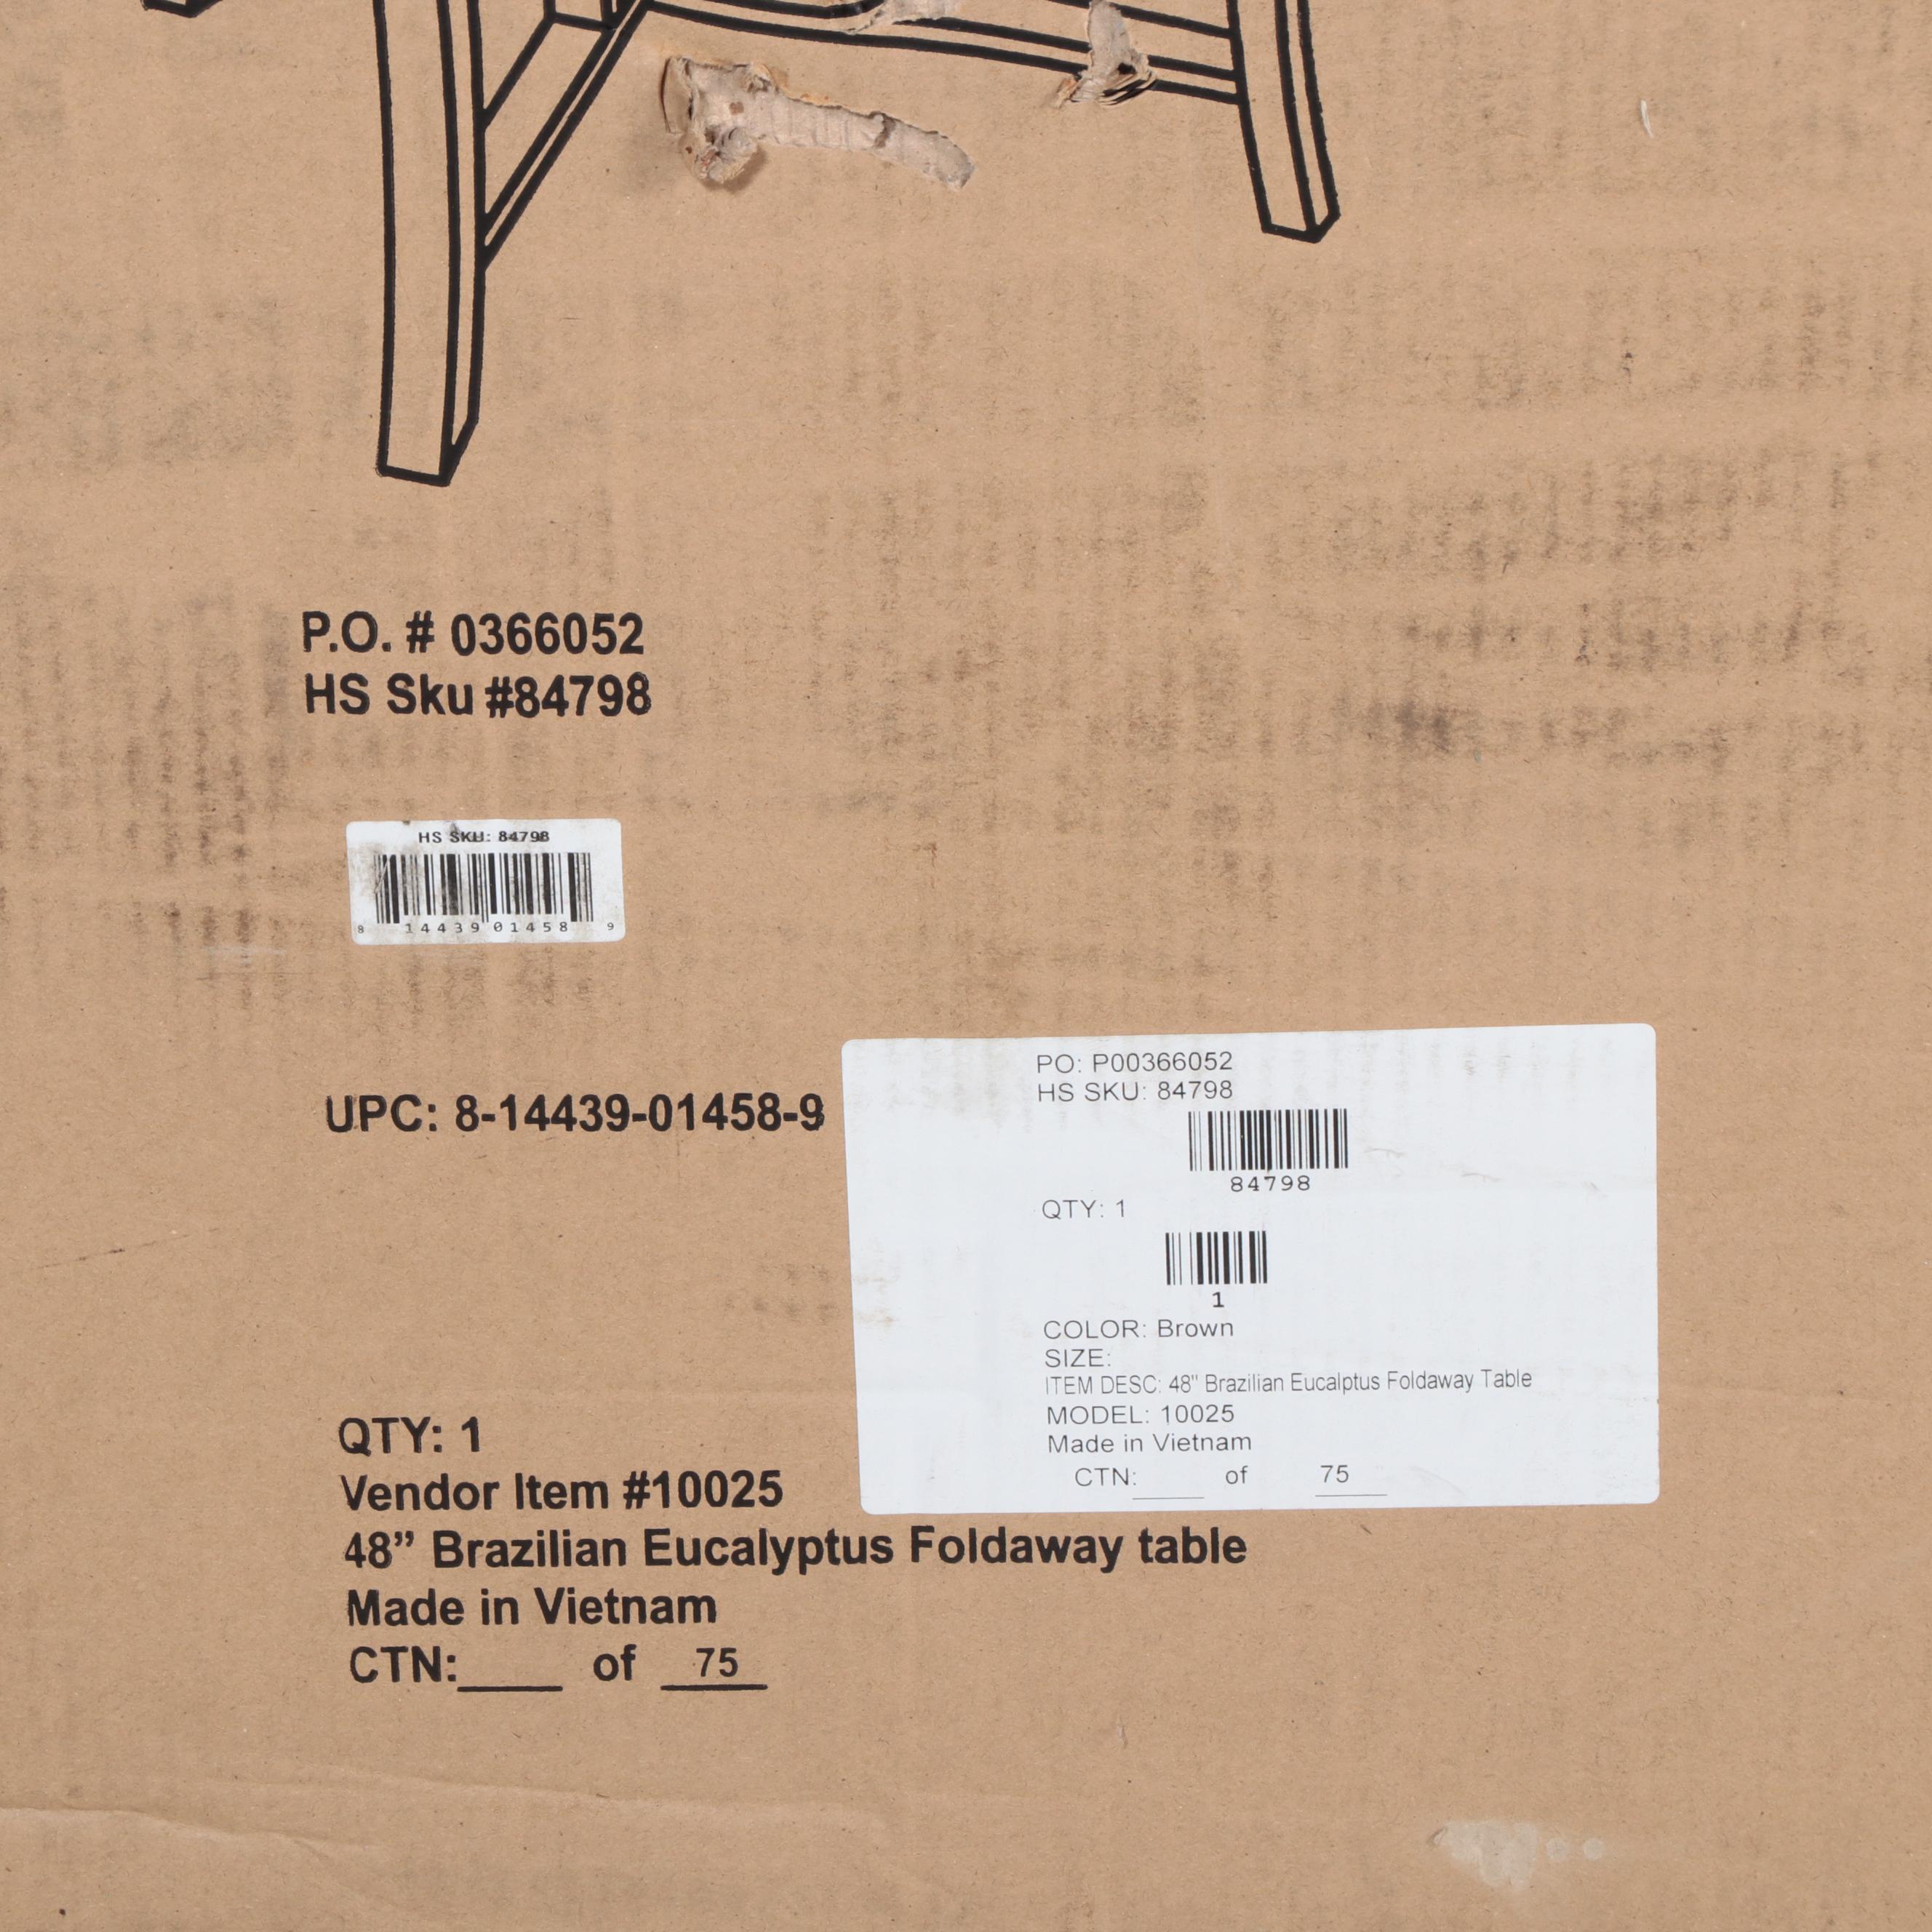 P.O. # 0366052
HS Sku #84798
HS SKU: 84798
8 14439 01458 9
UPC: 8-14439-01458-9
PO: P00366052
HS SKU: 84798
84798
QTY: 1
1
COLOR: Brown
SIZE:
ITEM DESC: 48" Brazilian Eucalptus Foldaway Table
MODEL: 10025
Made in Vietnam
CTN: ____ of 75
QTY: 1
Vendor Item #10025
48” Brazilian Eucalyptus Foldaway table
Made in Vietnam
CTN:____ of 75